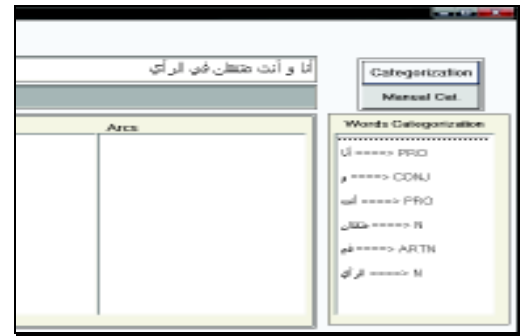 أنا و أنت متفقان في الرأي
Categorization
Manual Cat.
Arcs
Words Categorization
أنا ====> PRO
و ====> CONJ
أنت ====> PRO
متفقان ====> N
في ====> ARTN
الرأي ====> N